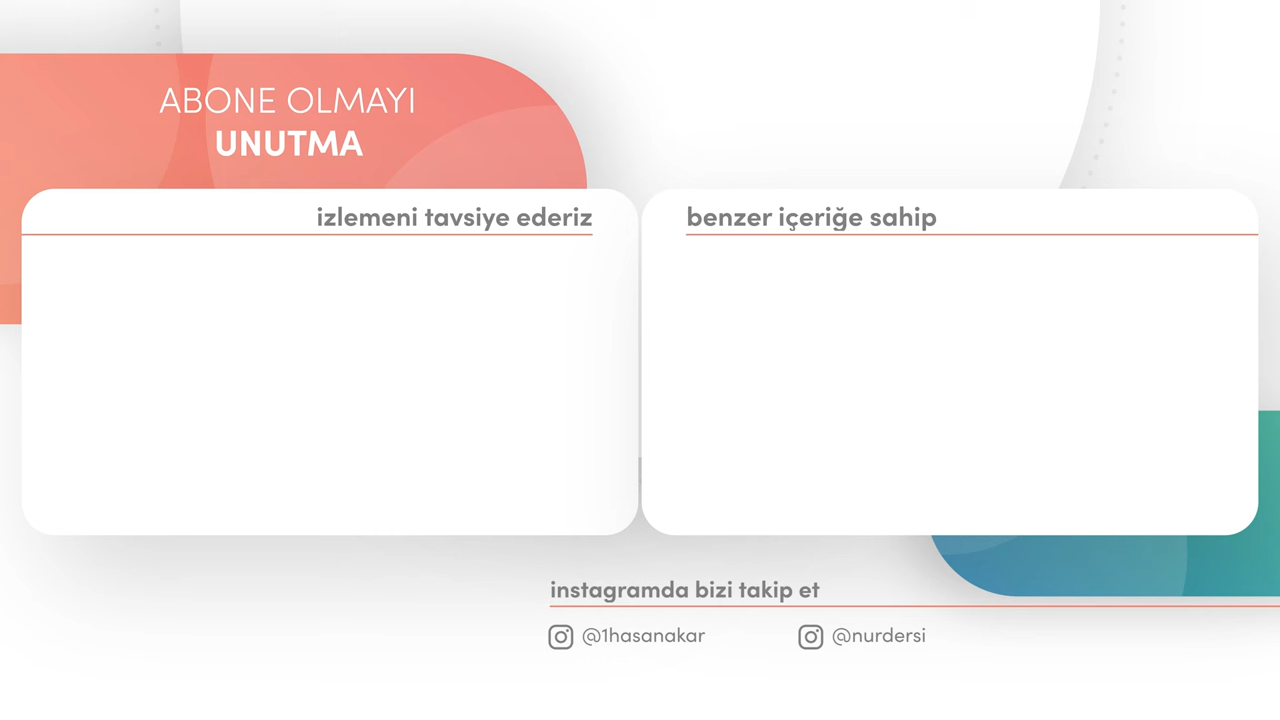 ABONE OLMAYI
UNUTMA
izlemeni tavsiye ederiz
benzer içeriğe sahip
instagramda bizi takip et
@1hasanakar
@nurdersi